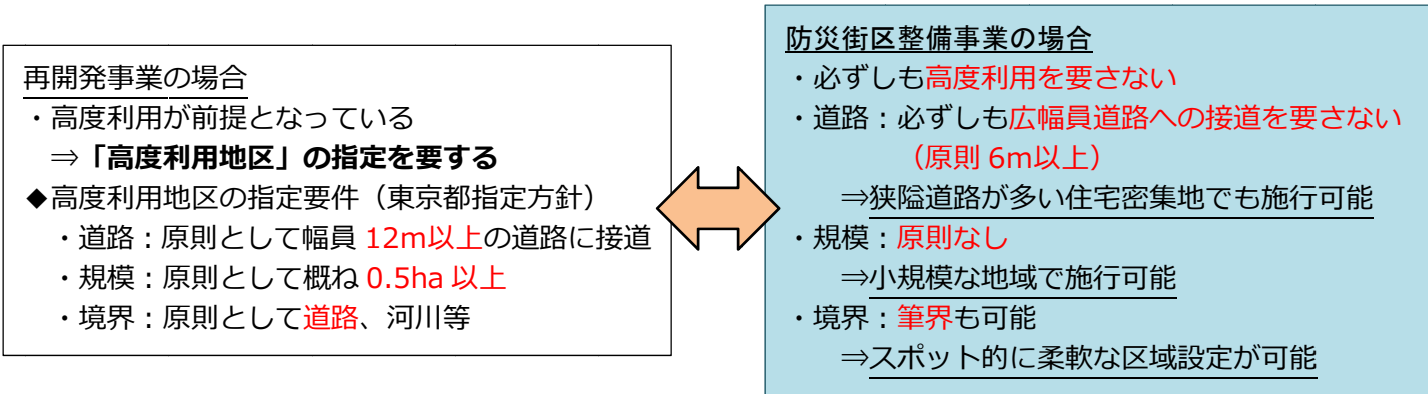 再開発事業の場合
・高度利用が前提となっている
⇒「高度利用地区」の指定を要する
◆高度利用地区の指定要件（東京都指定方針）
・道路：原則として幅員 12m以上の道路に接道
・規模：原則として概ね 0.5ha 以上
・境界：原則として道路、河川等
防災街区整備事業の場合
・必ずしも高度利用を要さない
・道路：必ずしも広幅員道路への接道を要さない
（原則 6m以上）
⇒狭隘道路が多い住宅密集地でも施行可能
・規模：原則なし
⇒小規模な地域で施行可能
・境界：筆界も可能
⇒スポット的に柔軟な区域設定が可能